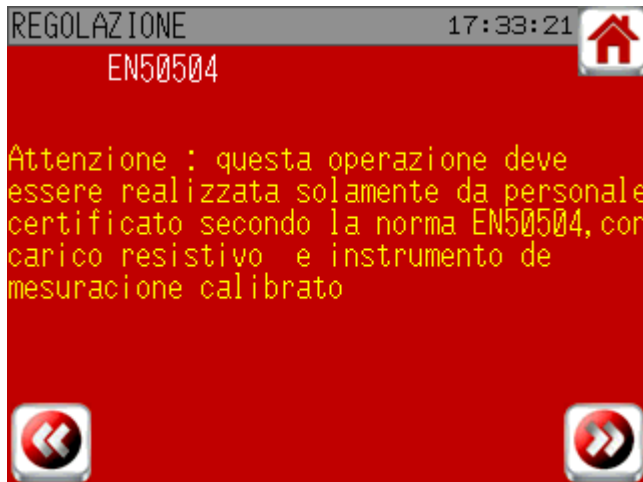 REGOLAZIONE 17:33:21
EN50504
Attenzione : questa operazione deve
essere realizzata solamente da personale
certificato secondo la norma EN50504, con
carico resistivo e instrumento de
mesuracione calibrato